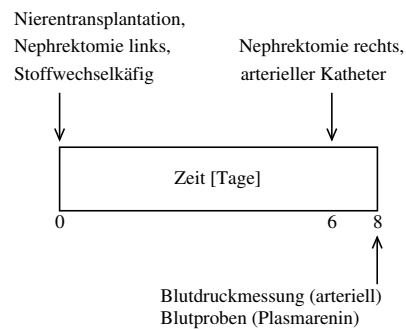 Nierentransplantation,
Nephrektomie links,
Stoffwechselkäfig
Nephrektomie rechts,
arterieller Katheter
Zeit [Tage]
0
6
8
Blutdruckmessung (arteriell)
Blutproben (Plasmarenin)